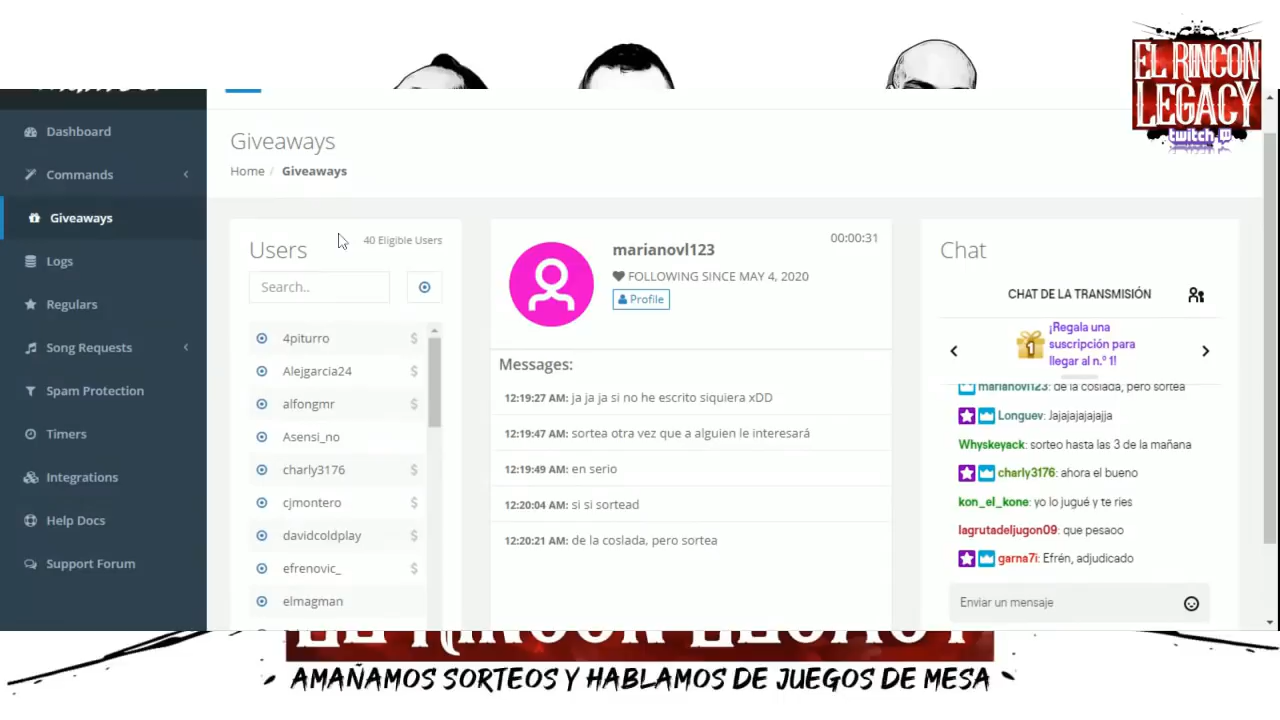 EL RINCON
LEGACY
twitch
Dashboard
Commands
Giveaways
Logs
Regulars
Song Requests
Spam Protection
Timers
Integrations
Help Docs
Support Forum
Giveaways
Home / Giveaways
Users
40 Eligible Users
Search..
4piturro $
Alejgarcia24 $
alfongmr $
Asensi_no
charly3176 $
cjmontero $
davidcoldplay $
efrenovic_ $
elmagman
marianovl123
00:00:31
FOLLOWING SINCE MAY 4, 2020
Profile
Messages:
12:19:27 AM: ja ja ja si no he escrito siquiera xDD
12:19:47 AM: sortea otra vez que a alguien le interesará
12:19:49 AM: en serio
12:20:04 AM: si si sortead
12:20:21 AM: de la coslada, pero sortea
Chat
CHAT DE LA TRANSMISIÓN
1
¡Regala una
suscripción para
llegar al n.º 1!
marianovl123: de la coslada, pero sortea
Longuev: Jajajajajajja
Whyskeyack: sorteo hasta las 3 de la mañana
charly3176: ahora el bueno
kon_el_kone: yo lo jugué y te ries
lagrutadeljugon09: que pesaoo
garna7i: Efrén, adjudicado
Enviar un mensaje
EL RINCON LEGACY
AMAÑAMOS SORTEOS Y HABLAMOS DE JUEGOS DE MESA